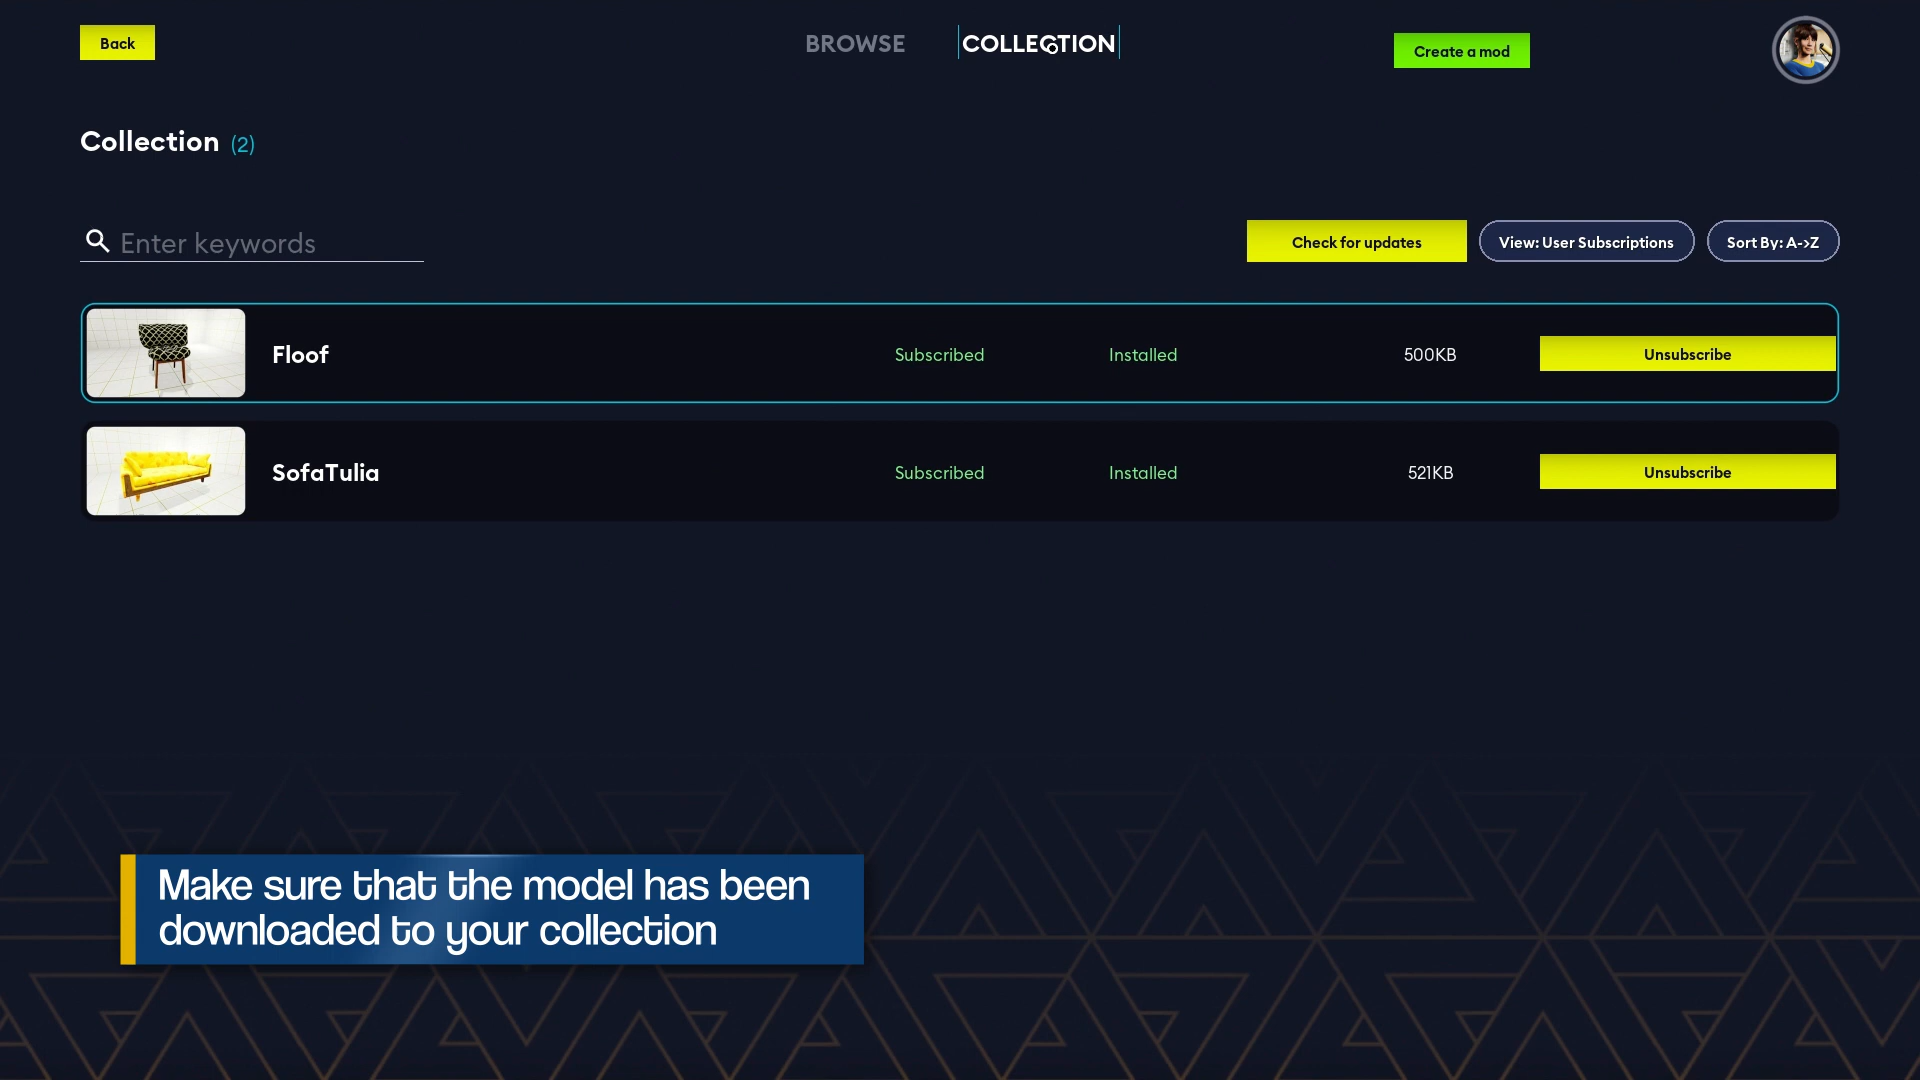 Back
BROWSE
COLLECTION
Create a mod
Collection (2)
Enter keywords
Check for updates
View: User Subscriptions
Sort By: A->Z
Floof
Subscribed
Installed
500KB
Unsubscribe
SofaTulia
Subscribed
Installed
521KB
Unsubscribe
Make sure that the model has been
downloaded to your collection